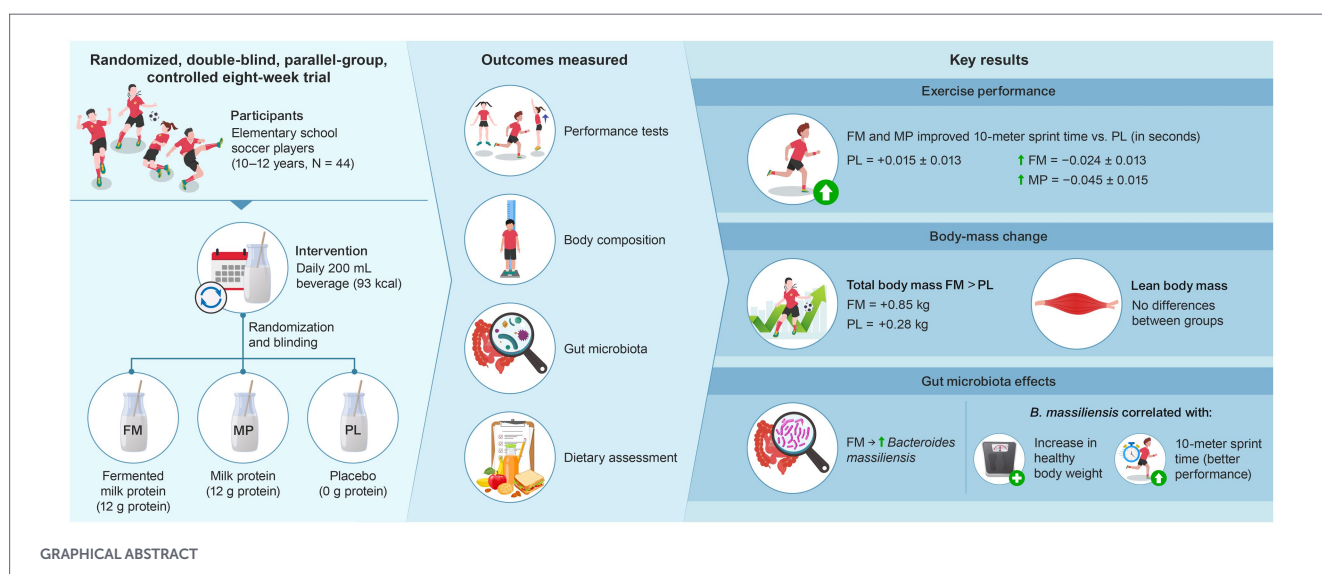 Randomized, double-blind, parallel-group,
controlled eight-week trial
Participants
Elementary school
soccer players
(10–12 years, N = 44)
Intervention
Daily 200 mL
beverage (93 kcal)
Randomization
and blinding
FM
MP
PL
Fermented
milk protein
(12 g protein)
Milk protein
(12 g protein)
Placebo
(0 g protein)
Outcomes measured
Performance tests
Body composition
Gut microbiota
Dietary assessment
Key results
Exercise performance
FM and MP improved 10-meter sprint time vs. PL (in seconds)
PL = +0.015 ± 0.013
↑ FM = −0.024 ± 0.013
↑ MP = −0.045 ± 0.015
Body-mass change
Total body mass FM > PL
FM = +0.85 kg
PL = +0.28 kg
Lean body mass
No differences
between groups
Gut microbiota effects
FM → ↑ Bacteroides
massiliensis
B. massiliensis correlated with:
Increase in
healthy
body weight
10-meter sprint
time (better
performance)
GRAPHICAL ABSTRACT